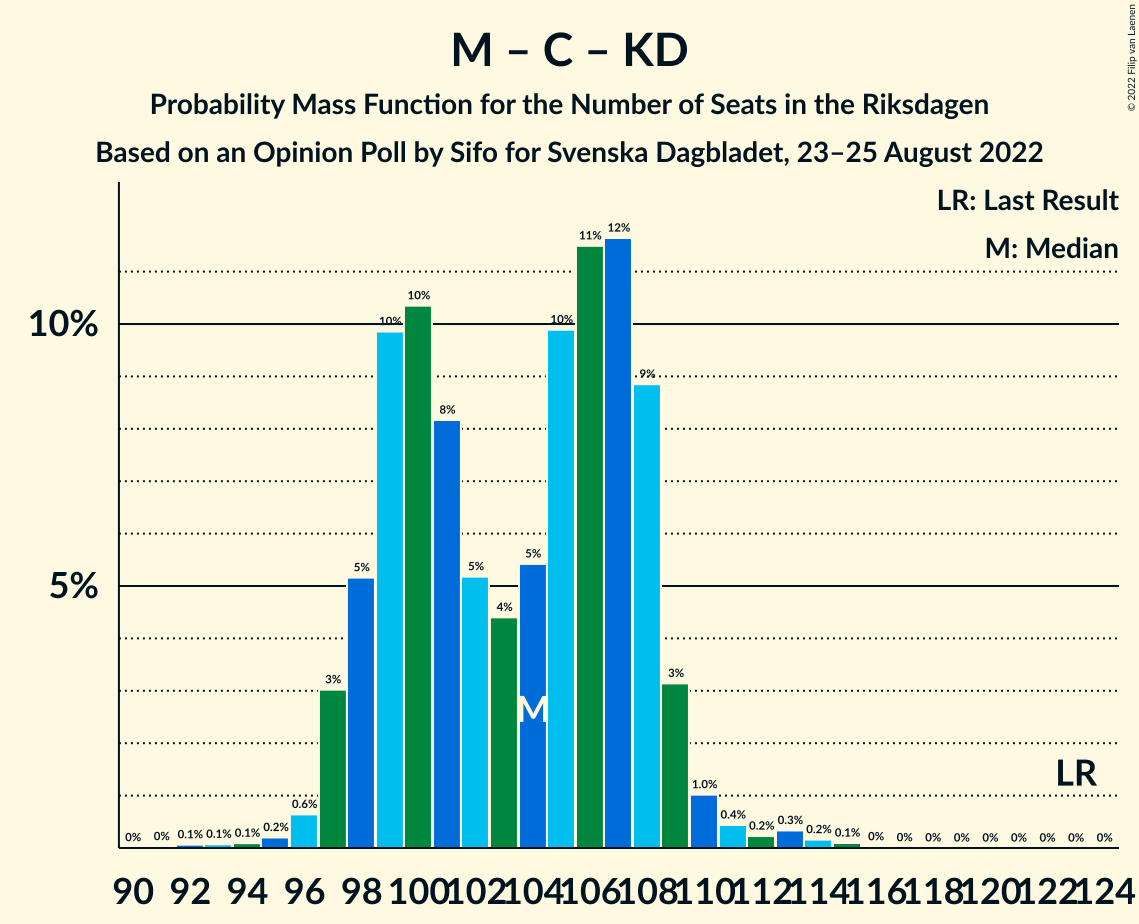 M – C – KD
Probability Mass Function for the Number of Seats in the Riksdagen
Based on an Opinion Poll by Sifo for Svenska Dagbladet, 23–25 August 2022
© 2022 Filip van Laenen
LR: Last Result
M: Median
10%
5%
0% 0% 0.1% 0.1% 0.1% 0.2% 0.6% 3% 5% 10% 10% 8% 5% 4% 5% 10% 11% 12% 9% 3% 1.0% 0.4% 0.2% 0.3% 0.2% 0.1% 0% 0% 0% 0% 0% 0% 0% 0% 0%
M
LR
90 92 94 96 98 100 102 104 106 108 110 112 114 116 118 120 122 124